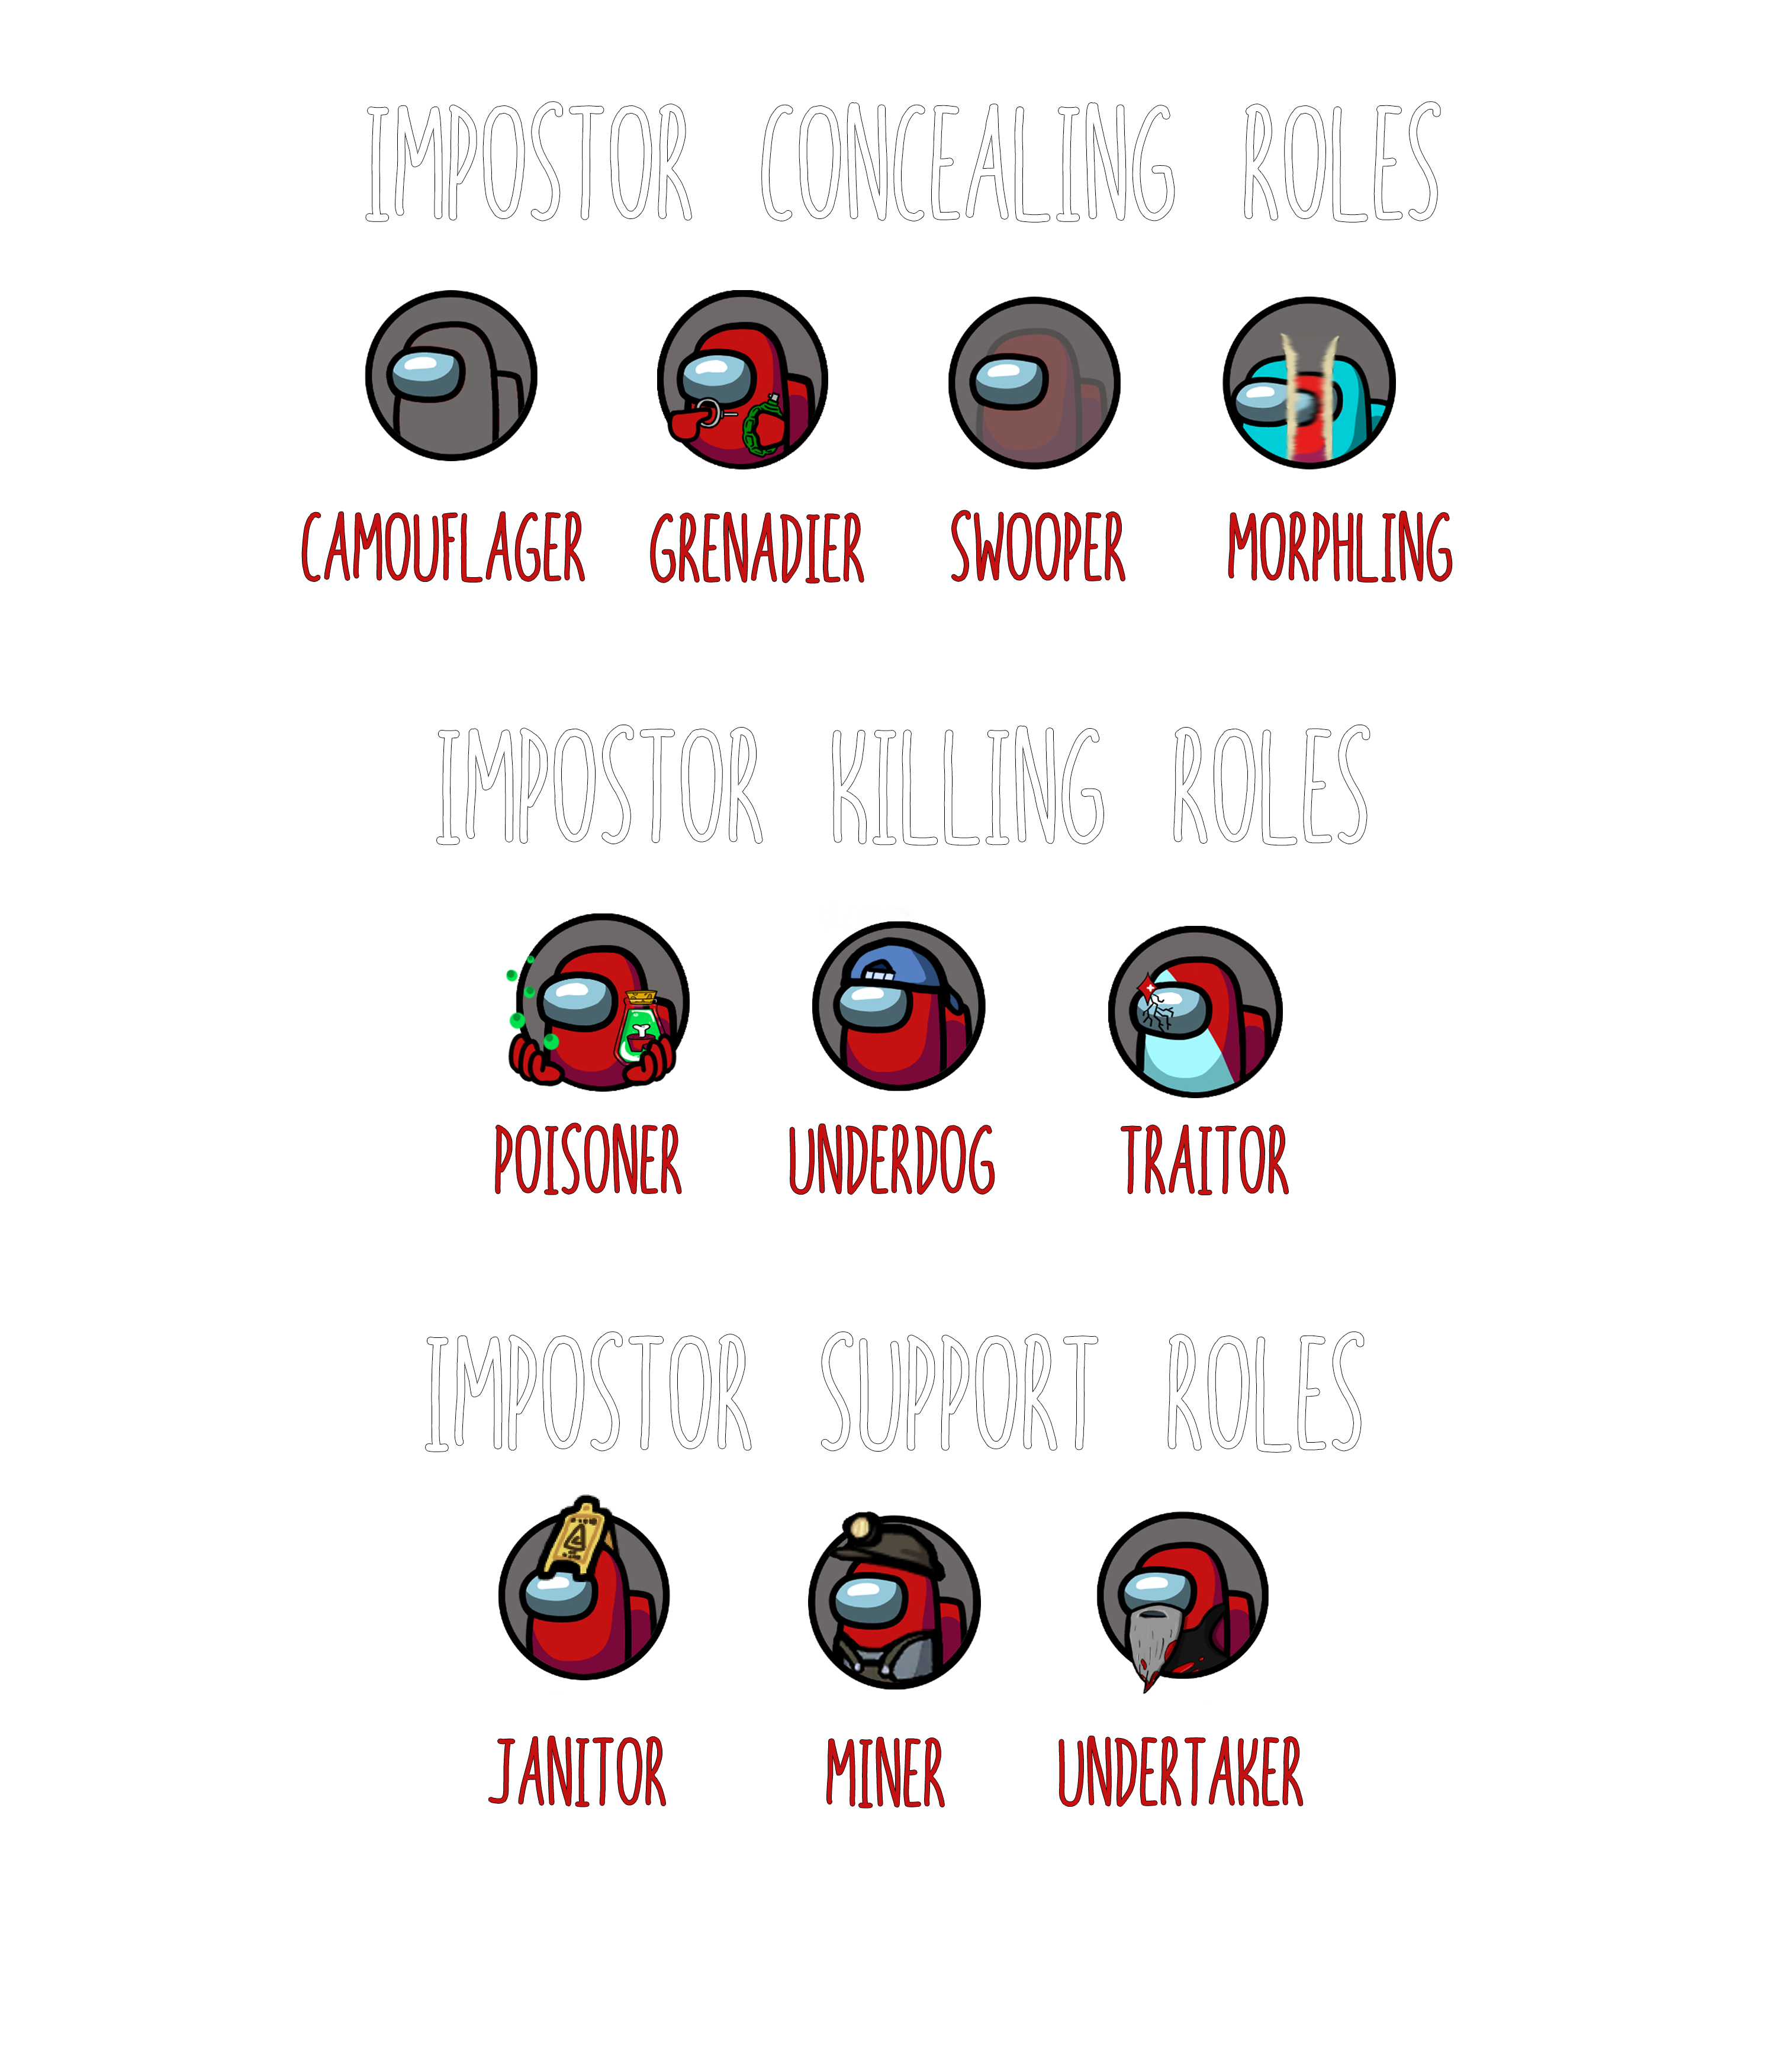 IMPOSTOR CONCEALING ROLES
CAMOUFLAGER GRENADIER SWOOPER MORPHLING
IMPOSTOR KILLING ROLES
POISONER UNDERDOG TRAITOR
IMPOSTOR SUPPORT ROLES
JANITOR MINER UNDERTAKER